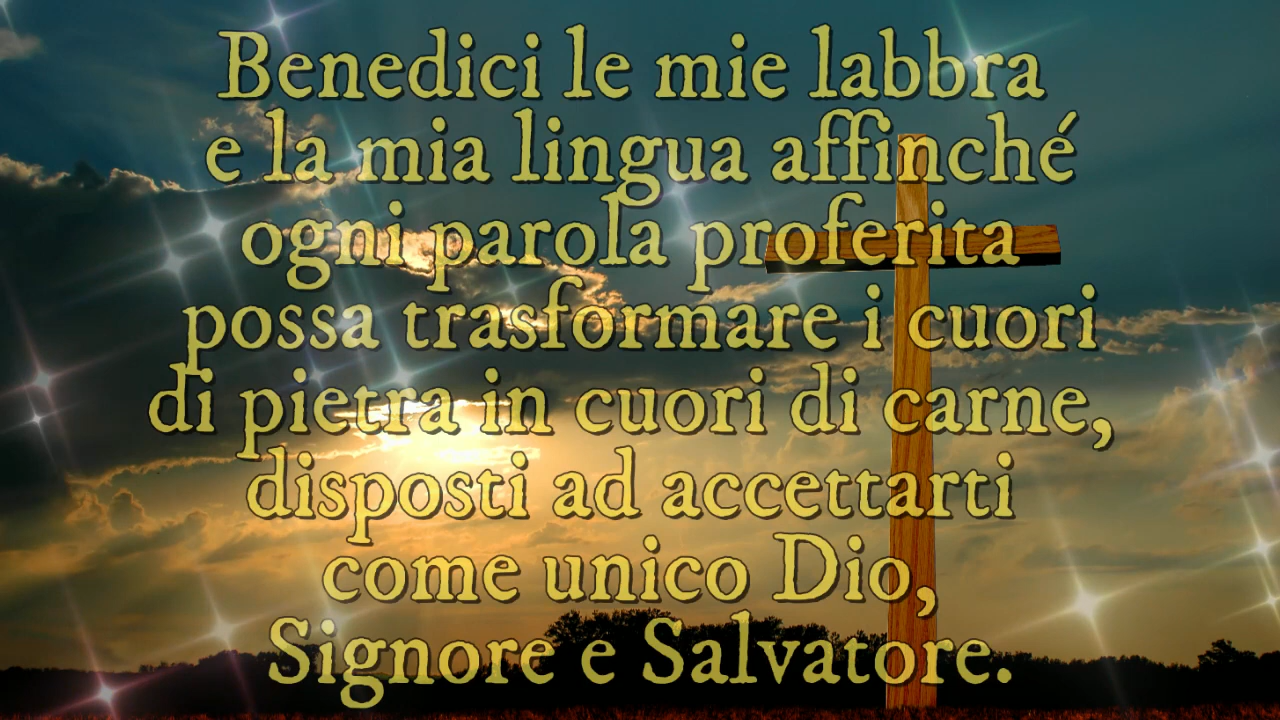 Benedici le mie labbra
e la mia lingua affinché
ogni parola proferita
possa trasformare i cuori
di pietra in cuori di carne,
disposti ad accettarti
come unico Dio,
Signore e Salvatore.